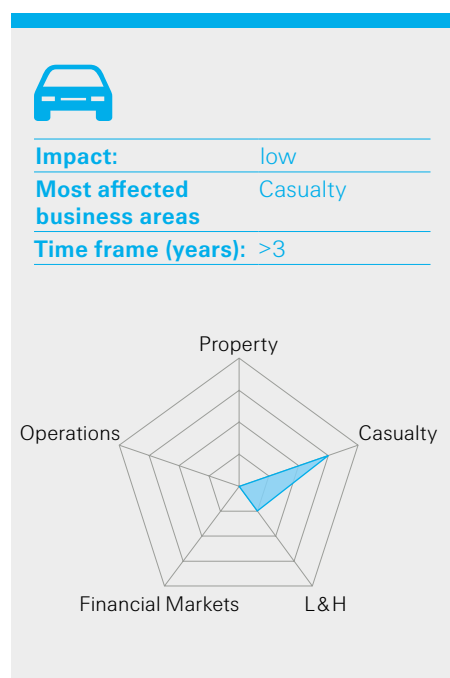 Impact: low
Most affected Casualty
business areas
Time frame (years): >3
Property
Operations Casualty
Financial Markets L&H